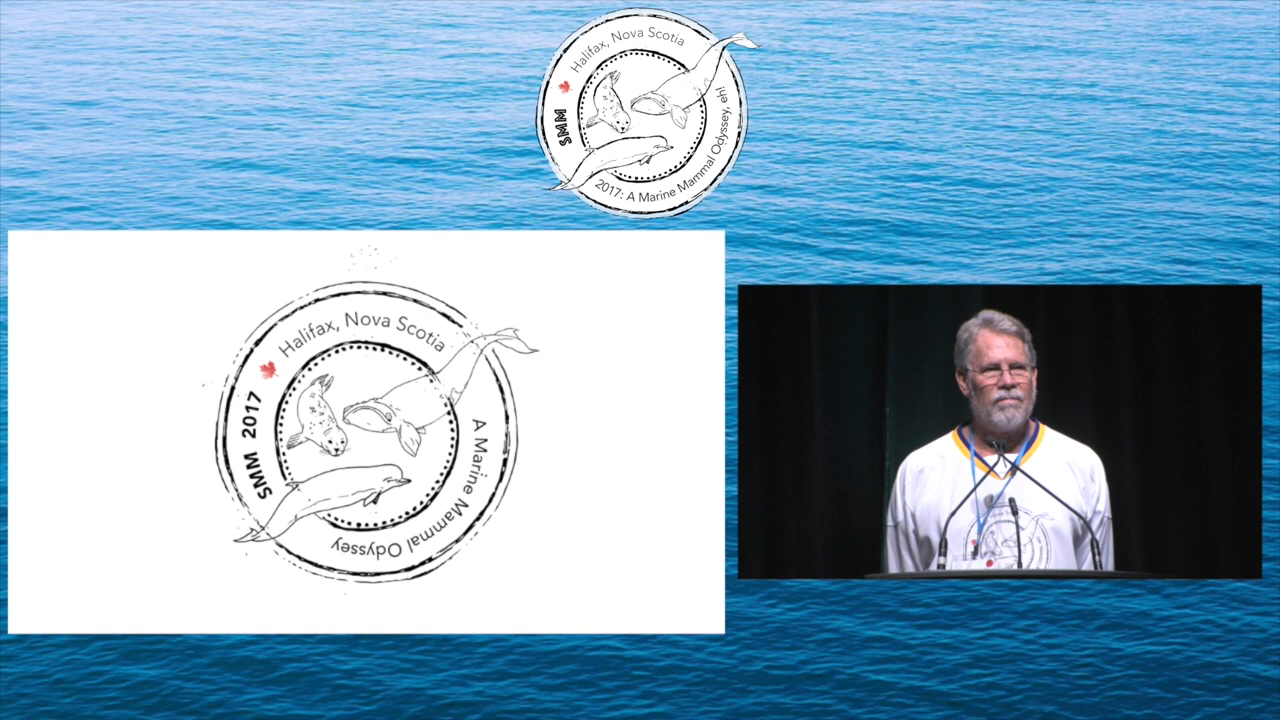 Halifax, Nova Scotia
SMM
2017: A Marine Mammal Odyssey, eh!
Halifax, Nova Scotia
SMM 2017
A Marine Mammal Odyssey